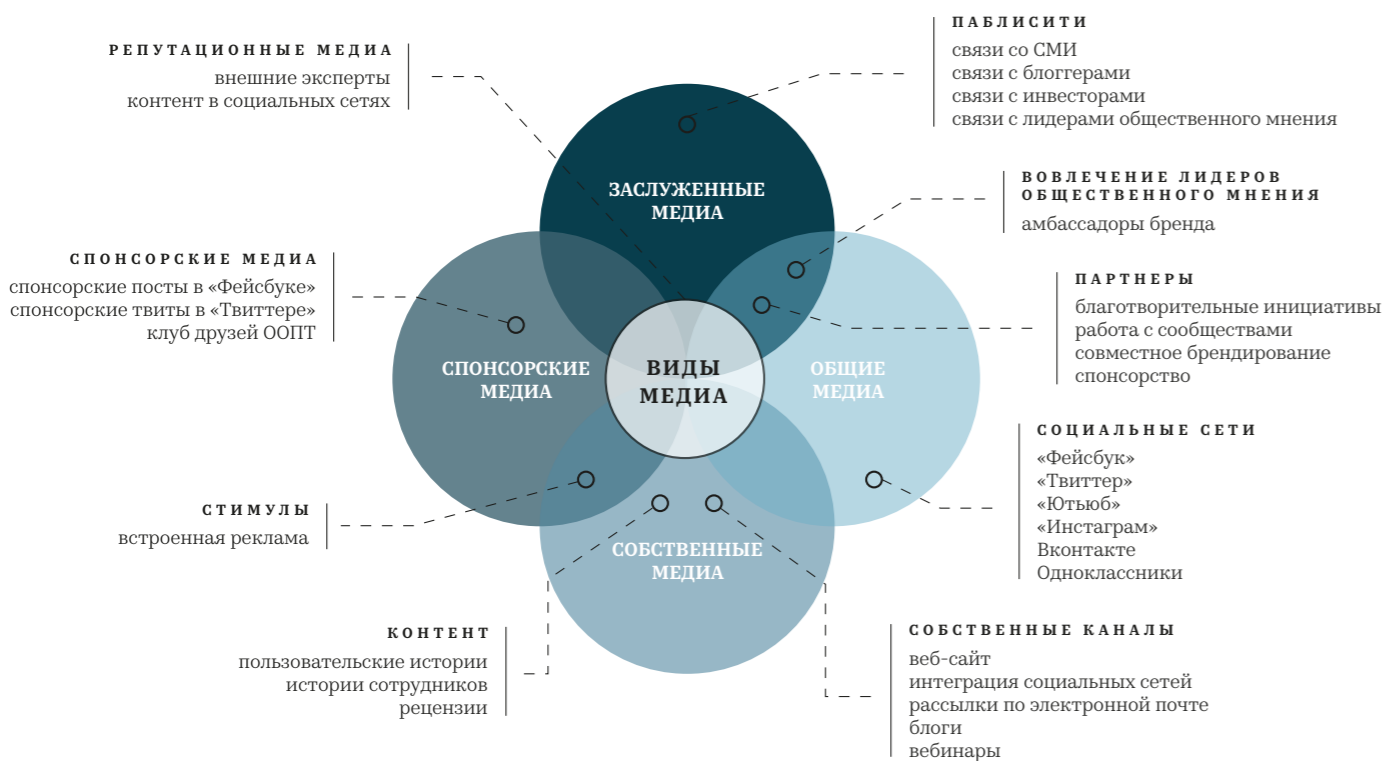 РЕПУТАЦИОННЫЕ МЕДИА
внешние эксперты
контент в социальных сетях
ПАБЛИСИТИ
связи со СМИ
связи с блоггерами
связи с инвесторами
связи с лидерами общественного мнения
ВОВЛЕЧЕНИЕ ЛИДЕРОВ
ОБЩЕСТВЕННОГО МНЕНИЯ
амбассадоры бренда
СПОНСОРСКИЕ МЕДИА
спонсорские посты в «Фейсбуке»
спонсорские твиты в «Твиттере»
клуб друзей ООПТ
ПАРТНЕРЫ
благотворительные инициативы
работа с сообществами
совместное брендирование
спонсорство
ЗАСЛУЖЕННЫЕ
МЕДИА
СПОНСОРСКИЕ
МЕДИА
ВИДЫ
МЕДИА
ОБЩИЕ
МЕДИА
СОБСТВЕННЫЕ
МЕДИА
СОЦИАЛЬНЫЕ СЕТИ
«Фейсбук»
«Твиттер»
«Ютьюб»
«Инстаграм»
Вконтакте
Одноклассники
СТИМУЛЫ
встроенная реклама
КОНТЕНТ
пользовательские истории
истории сотрудников
рецензии
СОБСТВЕННЫЕ КАНАЛЫ
веб-сайт
интеграция социальных сетей
рассылки по электронной почте
блоги
вебинары